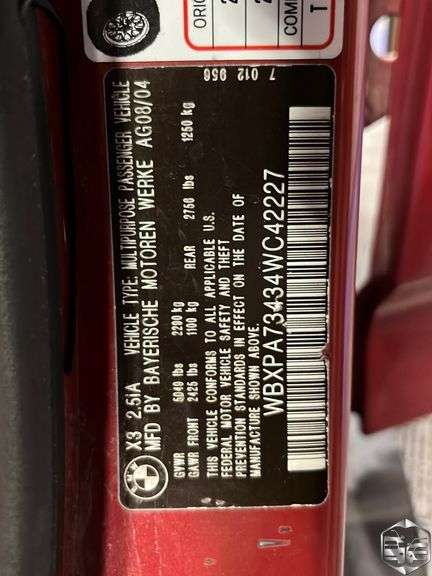 ORIG
COMP
T
X3 2.5iA VEHICLE TYPE: MULTIPURPOSE PASSENGER VEHICLE
MFD BY BAYERISCHE MOTOREN WERKE AG08/04
GVWR 5049 lbs 2290 kg
GAWR FRONT 2425 lbs 1100 kg REAR 2756 lbs 1250 kg
THIS VEHICLE CONFORMS TO ALL APPLICABLE U.S.
FEDERAL MOTOR VEHICLE SAFETY AND THEFT
PREVENTION STANDARDS IN EFFECT ON THE DATE OF
MANUFACTURE SHOWN ABOVE.
WBXPA73434WC42227
7 012 956